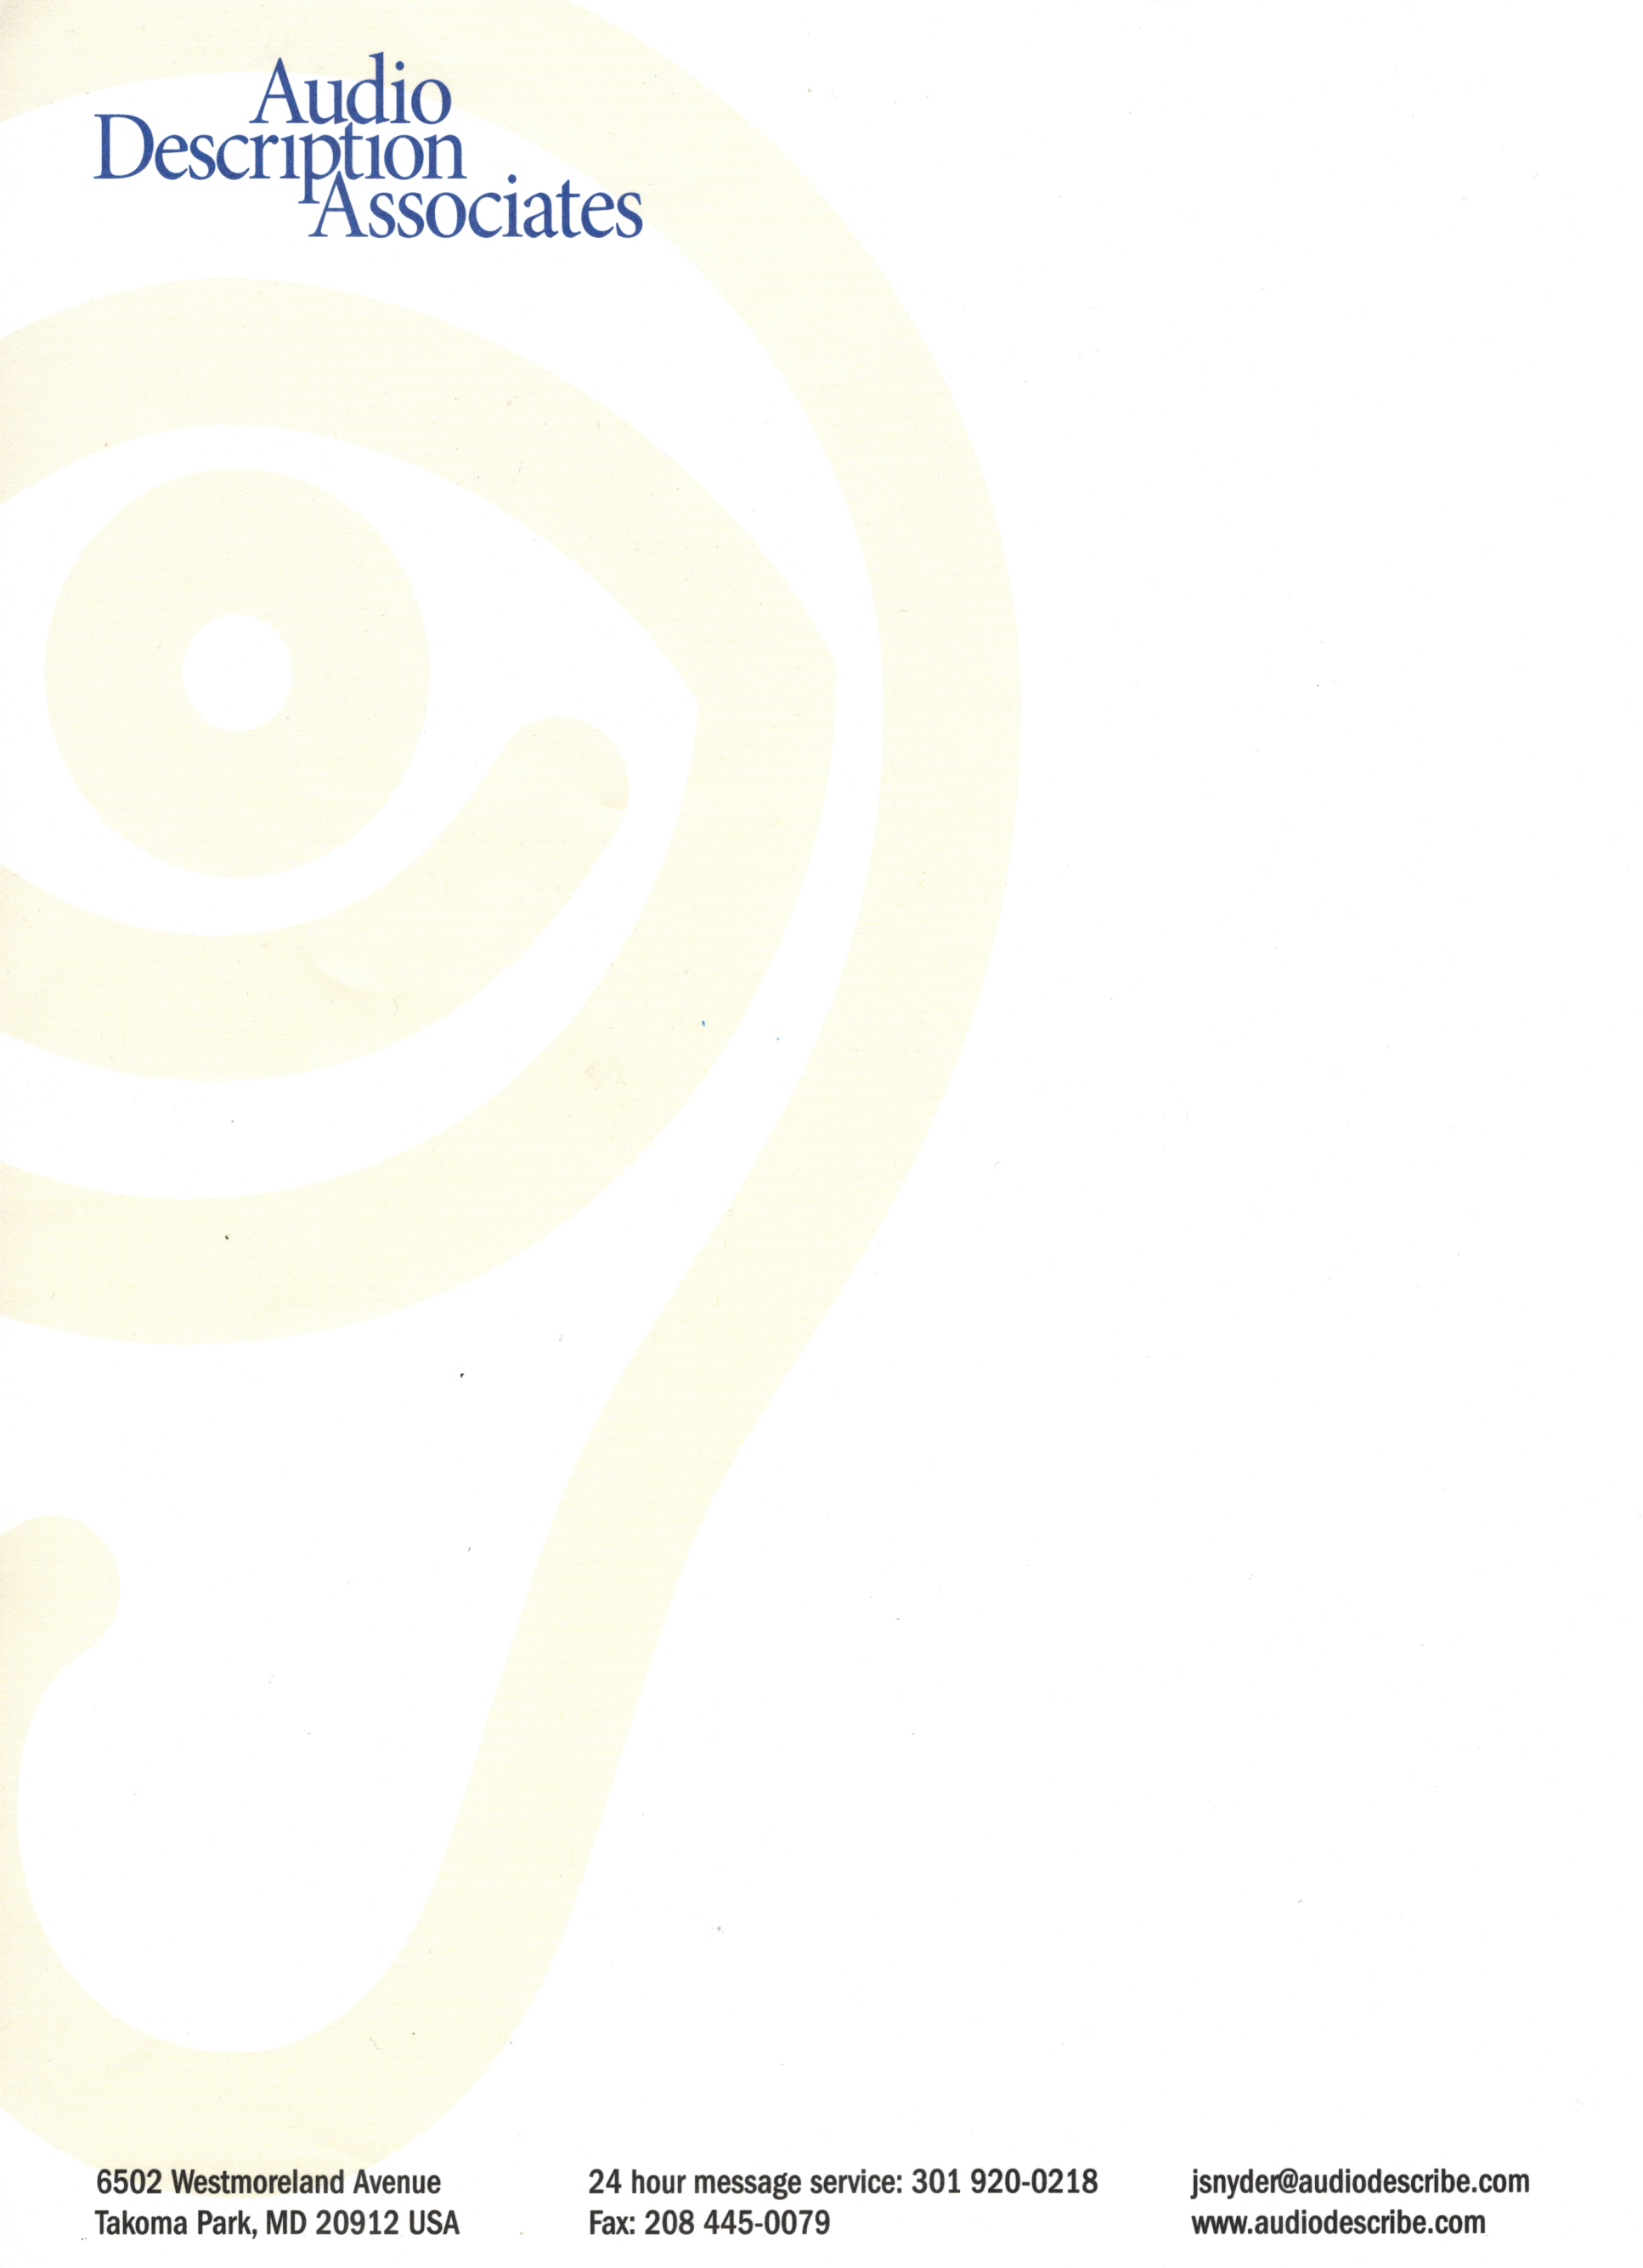 Audio
Description
Associates
6502 Westmoreland Avenue
Takoma Park, MD 20912 USA
24 hour message service: 301 920-0218
Fax: 208 445-0079
jsnyder@audiodescribe.com
www.audiodescribe.com